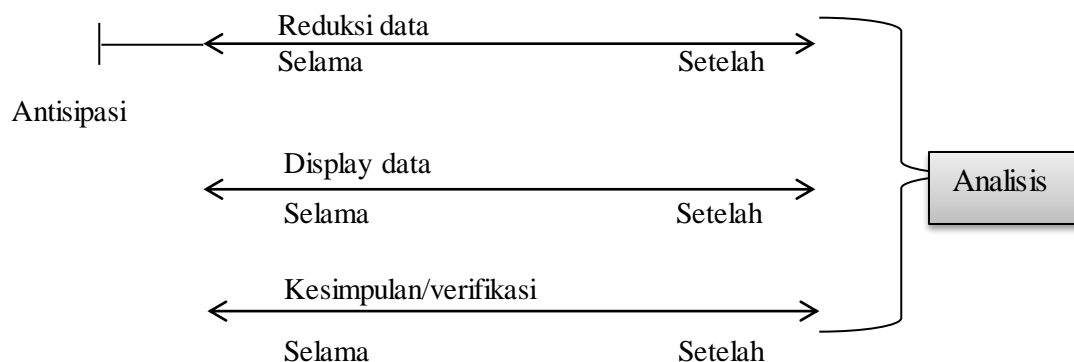 Reduksi data
Selama Setelah
Antisipasi
Display data
Analisis
Selama Setelah
Kesimpulan/verifikasi
Selama Setelah